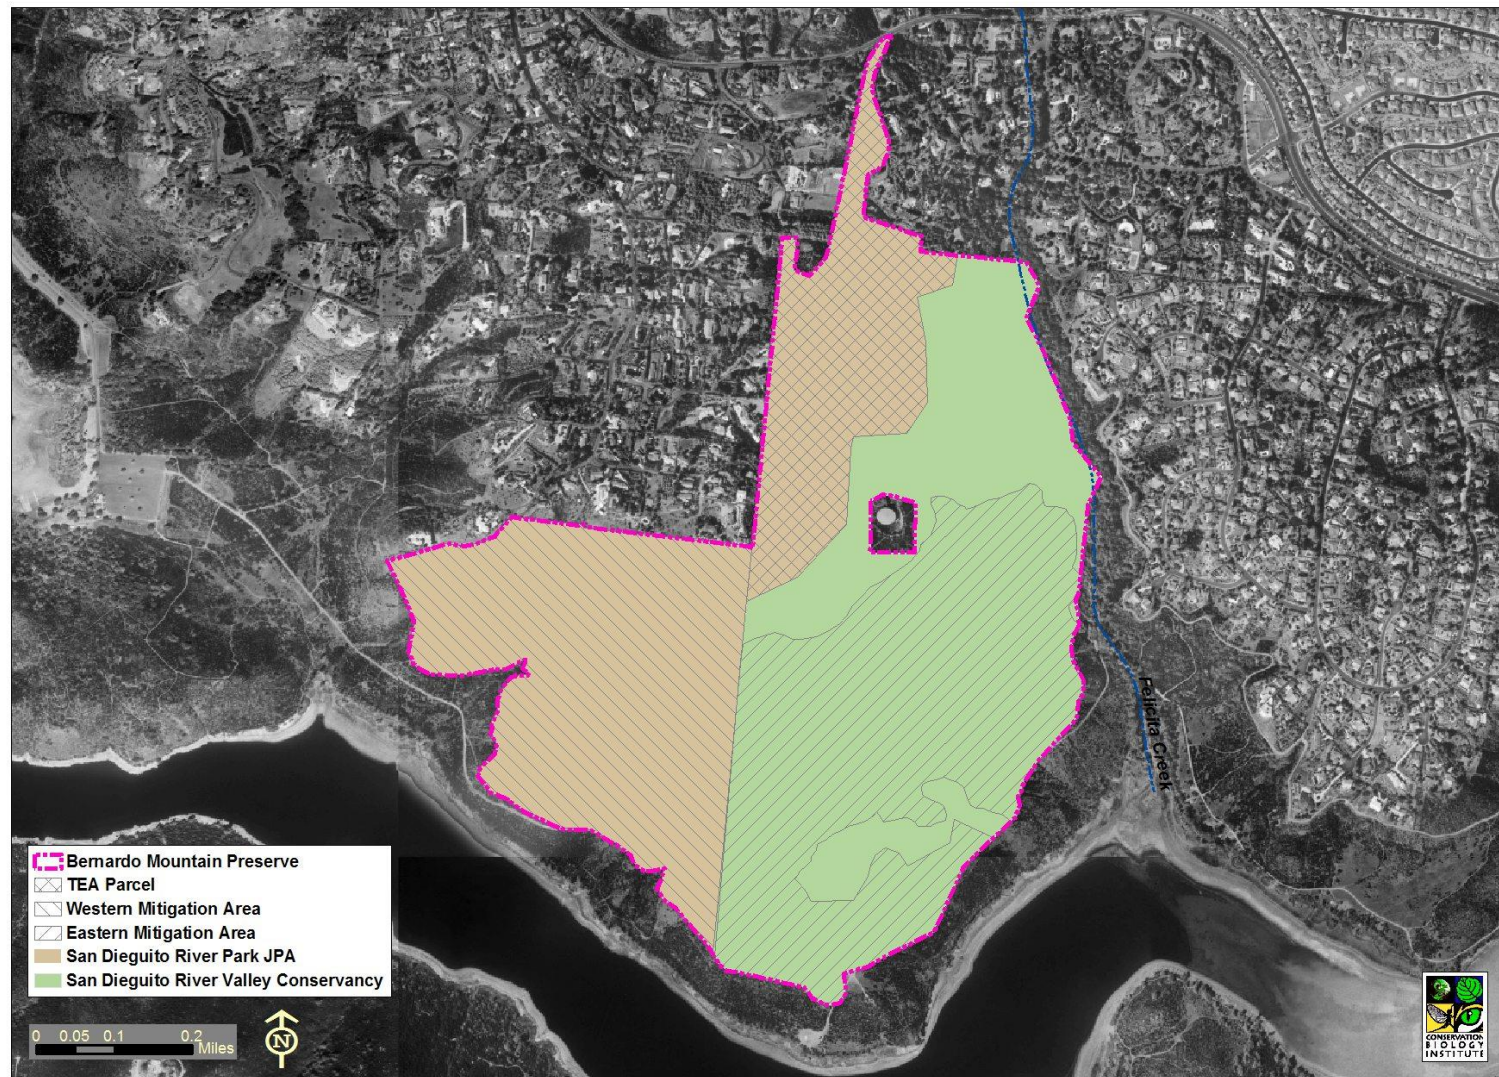 Felicita Creek
Bernardo Mountain Preserve
TEA Parcel
Western Mitigation Area
Eastern Mitigation Area
San Dieguito River Park JPA
San Dieguito River Valley Conservancy
0 0.05 0.1 0.2
Miles
N
CONSERVATION
BIOLOGY
INSTITUTE